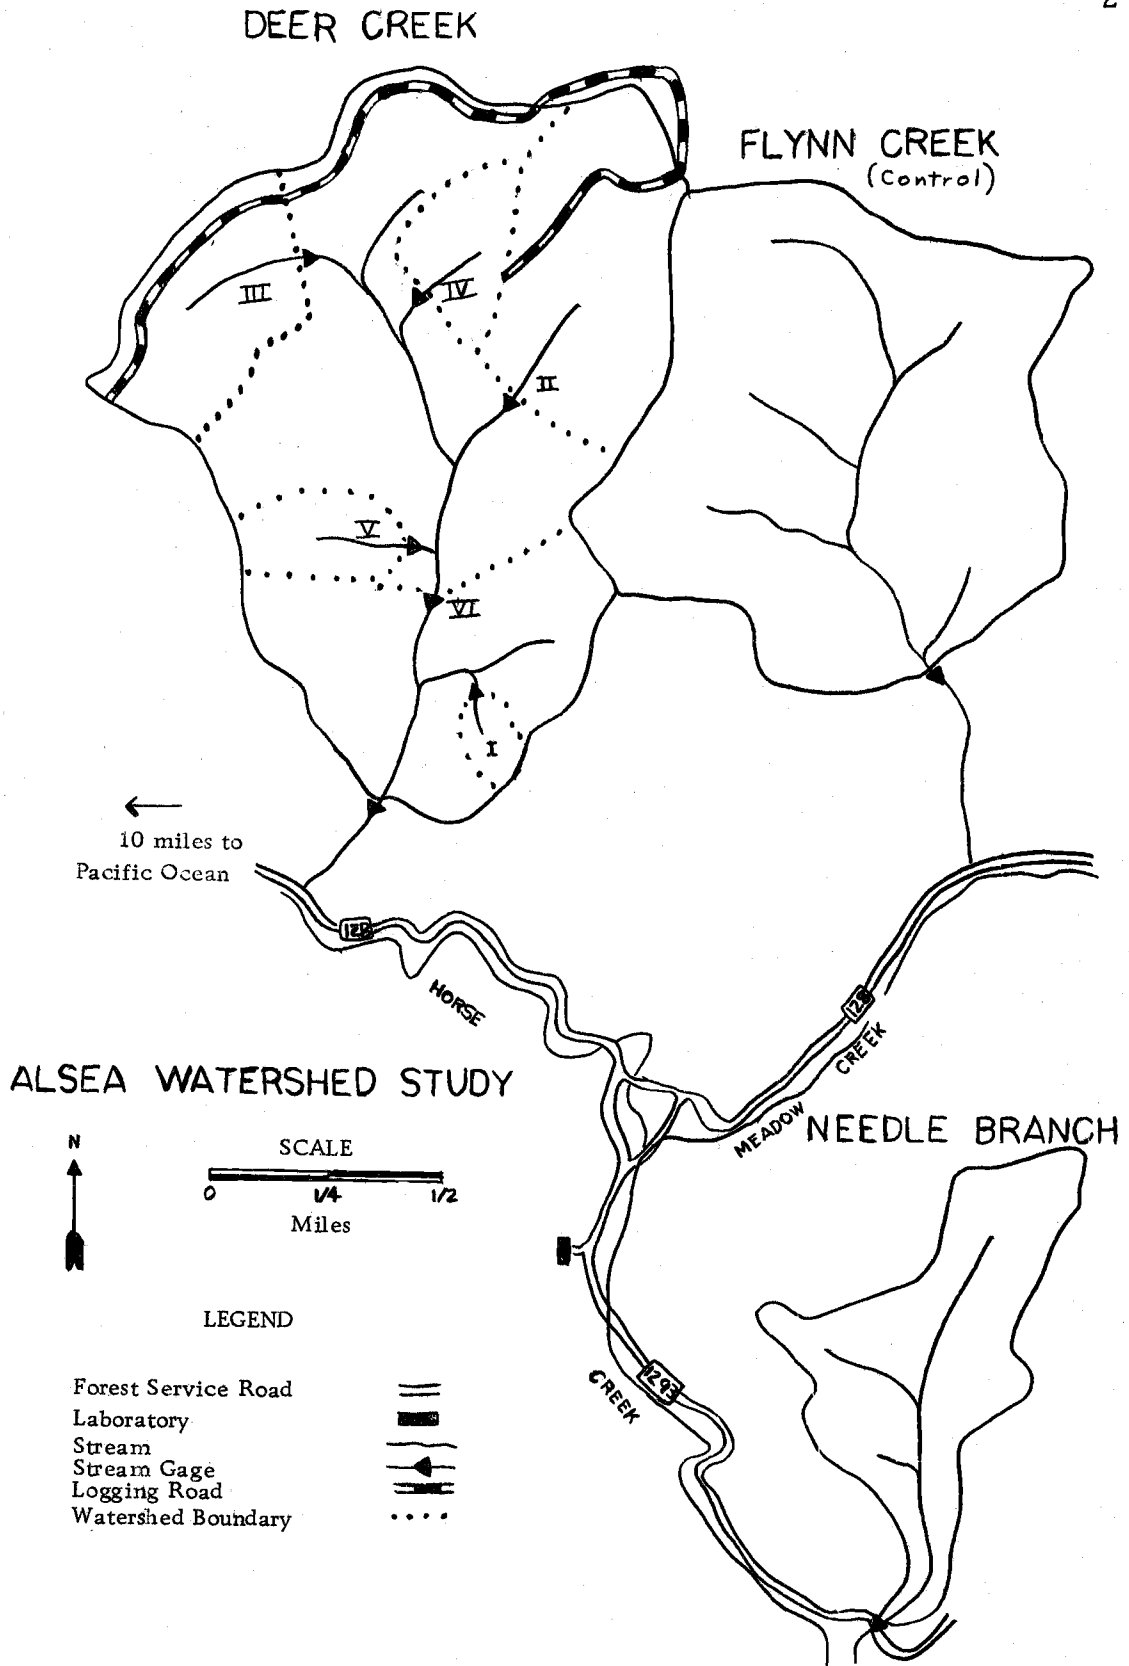 2
DEER CREEK
FLYNN CREEK
(Control)
III
IV
II
V
VI
I
10 miles to
Pacific Ocean
HORSE
128
CREEK
MEADOW
ALSEA WATERSHED STUDY
NEEDLE BRANCH
N
SCALE
0 1/4 1/2
Miles
LEGEND
1293
CREEK
Forest Service Road
Laboratory
Stream
Stream Gage
Logging Road
Watershed Boundary